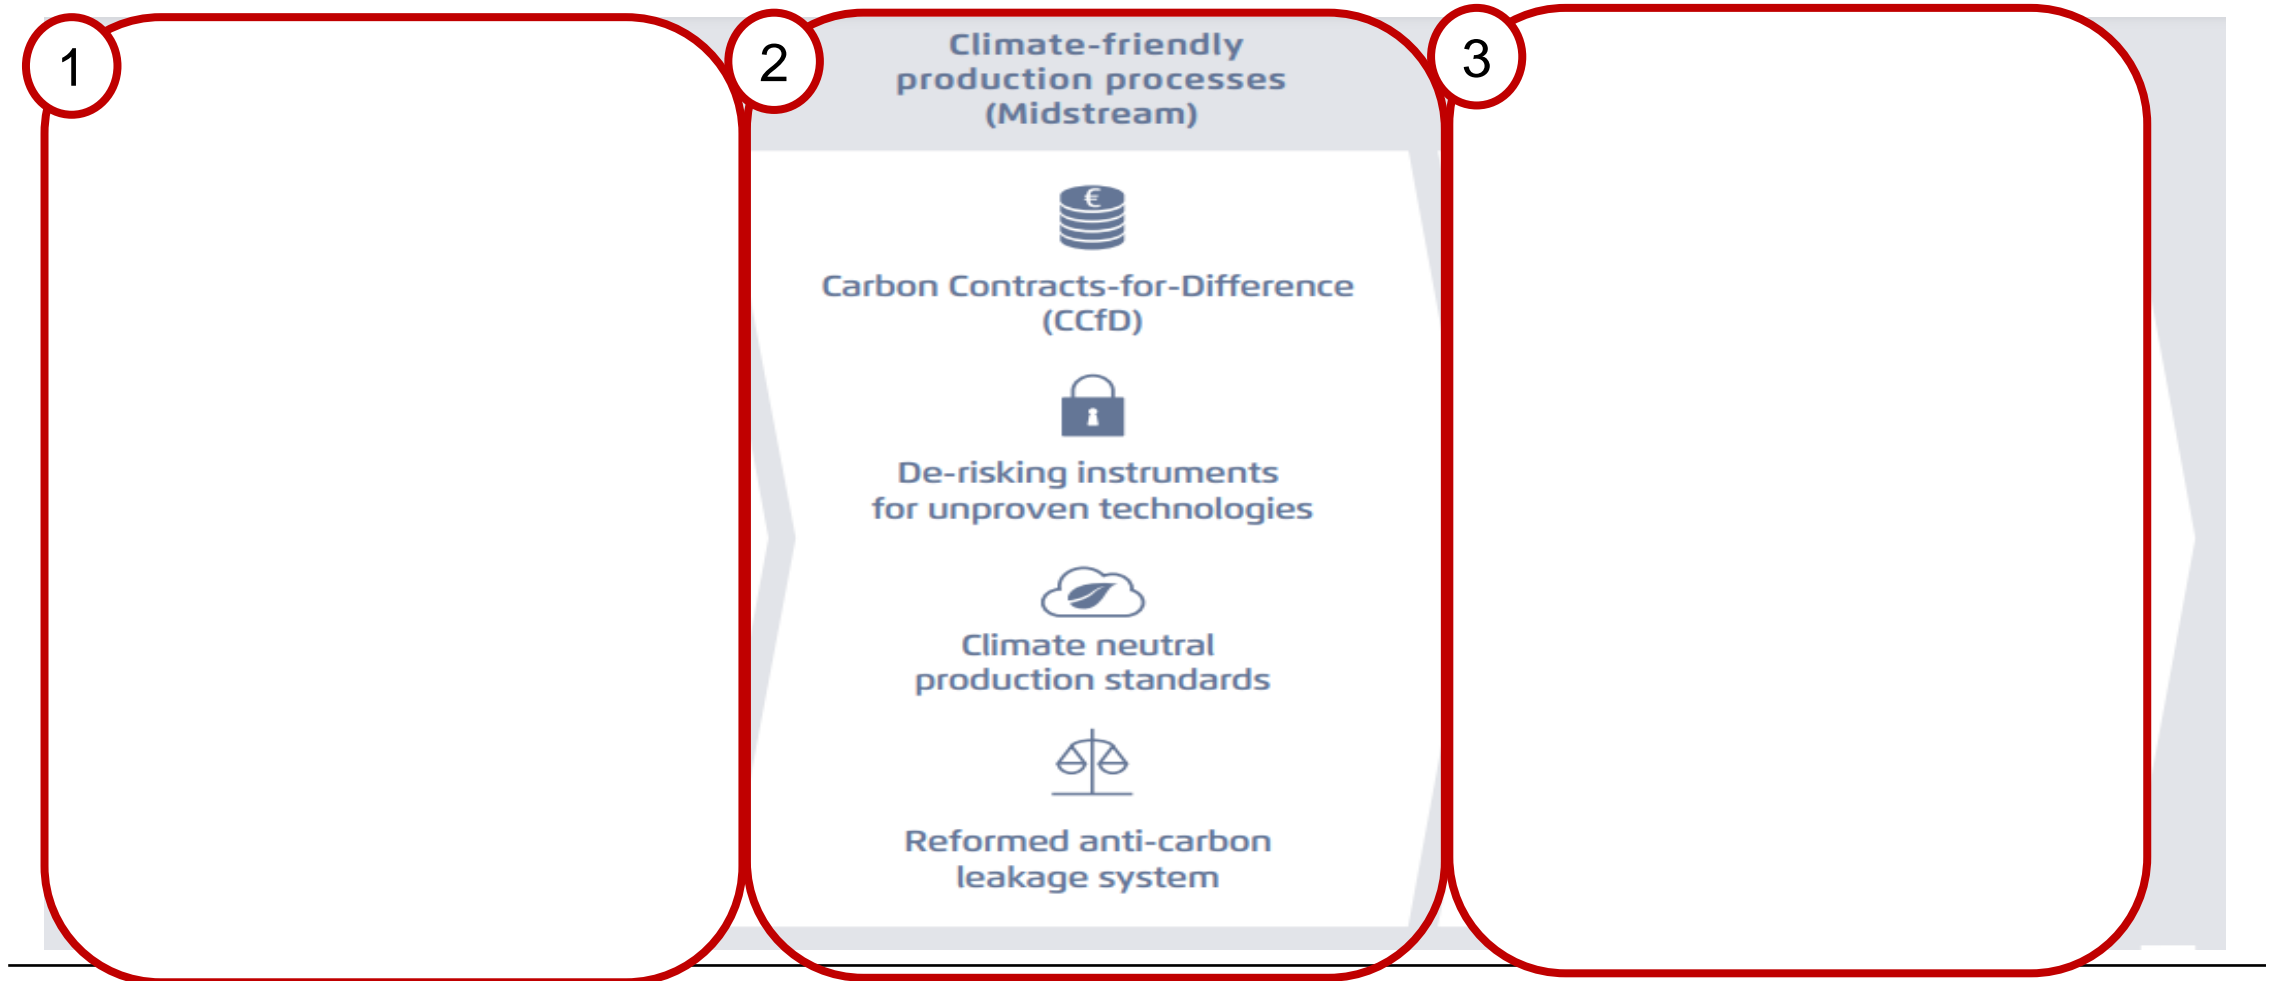 1
2
3
Climate-friendly
production processes
(Midstream)
€
Carbon Contracts-for-Difference
(CCfD)
De-risking instruments
for unproven technologies
Climate neutral
production standards
Reformed anti-carbon
leakage system